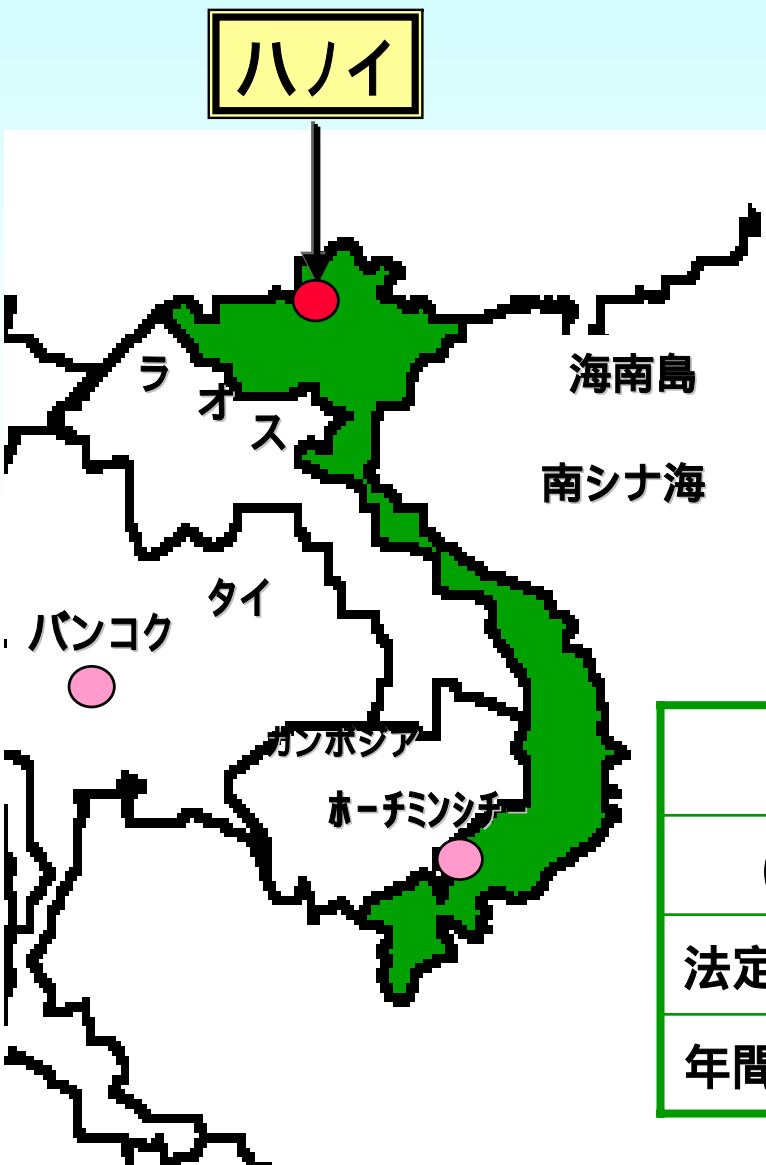 ハノイ
ラオス
海南島
南シナ海
タイ
バンコク
カンボジア
ホーチミンシチ
法定
年間